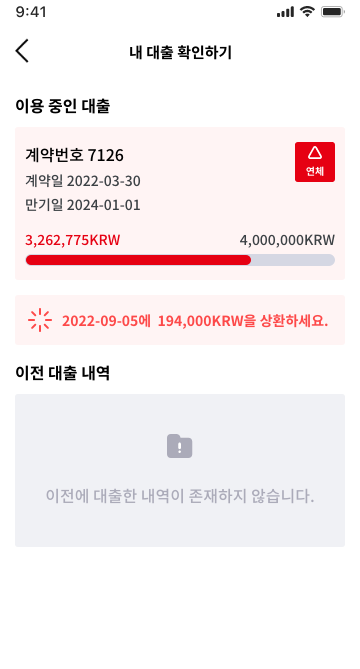 9:41
내 대출 확인하기
이용 중인 대출
계약번호 7126
연체
계약일 2022-03-30
만기일 2024-01-01
3,262,775KRW 4,000,000KRW
2022-09-05에 194,000KRW을 상환하세요.
이전 대출 내역
이전에 대출한 내역이 존재하지 않습니다.